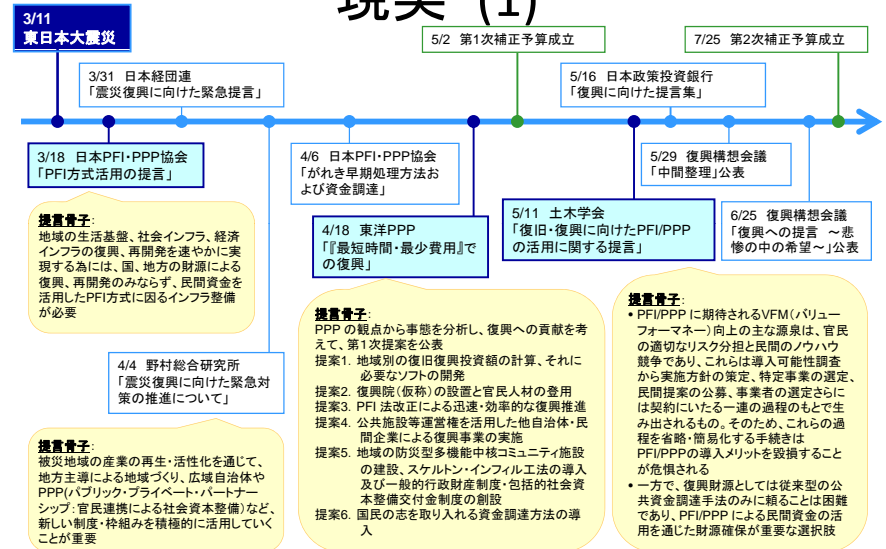 現実 (1)
3/11
東日本大震災
5/2 第1次補正予算成立
7/25 第2次補正予算成立
3/31 日本経団連
「震災復興に向けた緊急提言」
5/16 日本政策投資銀行
「復興に向けた提言集」
3/18 日本PFI・PPP協会
「PFI方式活用の提言」
4/6 日本PFI・PPP協会
「がれき早期処理方法お
よび資金調達」
5/29 復興構想会議
「中間整理」公表
4/18 東洋PPP
「『最短時間・最少費用』で
の復興」
5/11 土木学会
「復旧・復興に向けたPFI/PPP
の活用に関する提言」
6/25 復興構想会議
「復興への提言 ～悲
惨の中の希望～」公表
提言骨子:
地域の生活基盤、社会インフラ、経済
インフラの復興、再開発を速やかに実
現する為には、国、地方の財源による
復興、再開発のみならず、民間資金を
活用したPFI方式に因るインフラ整備
が必要
4/4 野村総合研究所
「震災復興に向けた緊急対
策の推進について」
提言骨子:
被災地域の産業の再生・活性化を通じて、
地方主導による地域づくり、広域自治体や
PPP(パブリック・プライベート・パートナー
シップ:官民連携による社会資本整備)など、
新しい制度・枠組みを積極的に活用していく
ことが重要
提言骨子:
PPP の観点から事態を分析し、復興への貢献を考
えて、第1次提案を公表
提案1. 地域別の復旧復興投資額の計算、それに
必要なソフトの開発
提案2. 復興院(仮称)の設置と官民人材の登用
提案3. PFI 法改正による迅速・効率的な復興推進
提案4. 公共施設等運営権を活用した他自治体・民
間企業による復興事業の実施
提案5. 地域の防災型多機能中核コミュニティ施設
の建設、スケルトン・インフィル工法の導入
及び一般的行政財産制度・包括的社会資
本整備交付金制度の創設
提案6. 国民の志を取り入れる資金調達方法の導
入
提言骨子:
• PFI/PPP に期待されるVFM(バリュー
フォーマネー)向上の主な源泉は、官民
の適切なリスク分担と民間のノウハウ
競争であり、これらは導入可能性調査
から実施方針の策定、特定事業の選定、
民間提案の公募、事業者の選定さらに
は契約にいたる一連の過程のもとで生
み出されるもの。そのため、これらの過
程を省略・簡易化する手続きは
PFI/PPPの導入メリットを毀損すること
が危惧される
• 一方で、復興財源としては従来型の公
共資金調達手法のみに頼ることは困難
であり、PFI/PPP による民間資金の活
用を通じた財源確保が重要な選択肢